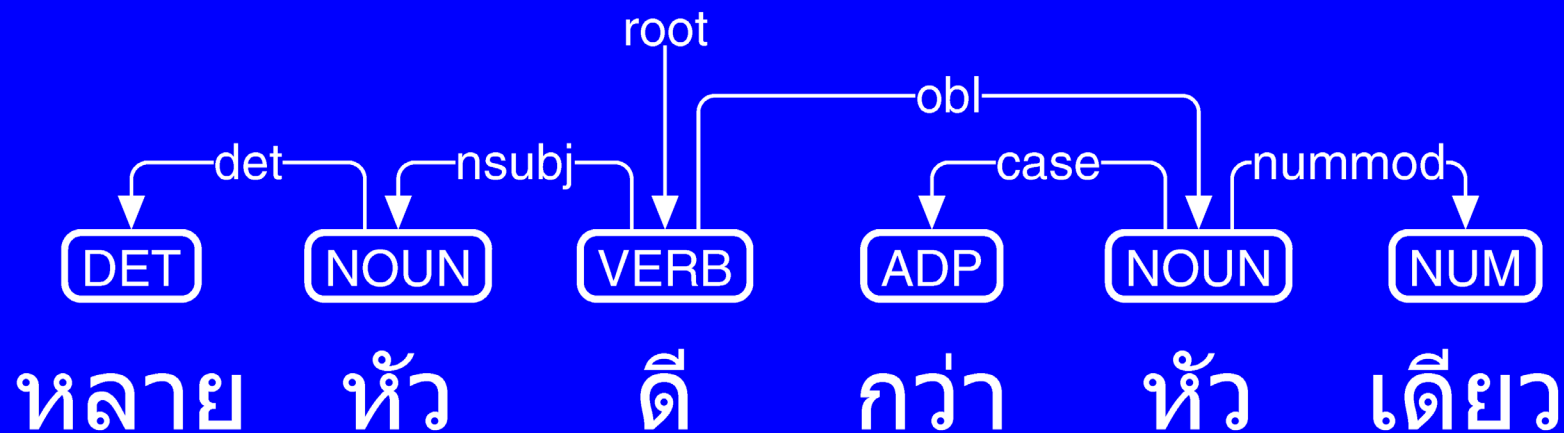 root
obl
det nsubj case nummod
DET NOUN VERB ADP NOUN NUM
หลาย หัว ดี กว่า หัว เดียว